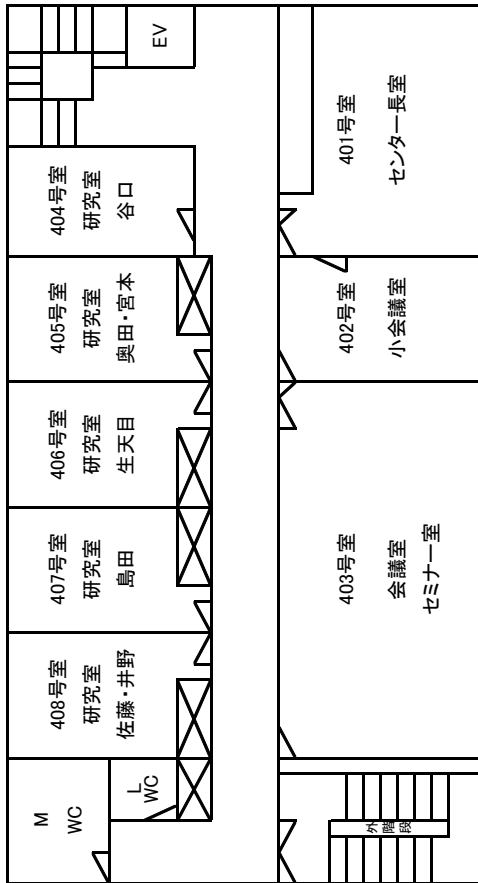 EV
401号室
センター長室
404号室
研究室
谷口
405号室
研究室
奥田・宮本
402号室
小会議室
406号室
研究室
生天目
407号室
研究室
島田
403号室
会議室
セミナー室
408号室
研究室
佐藤・井野
M
WC
L
WC
外階段